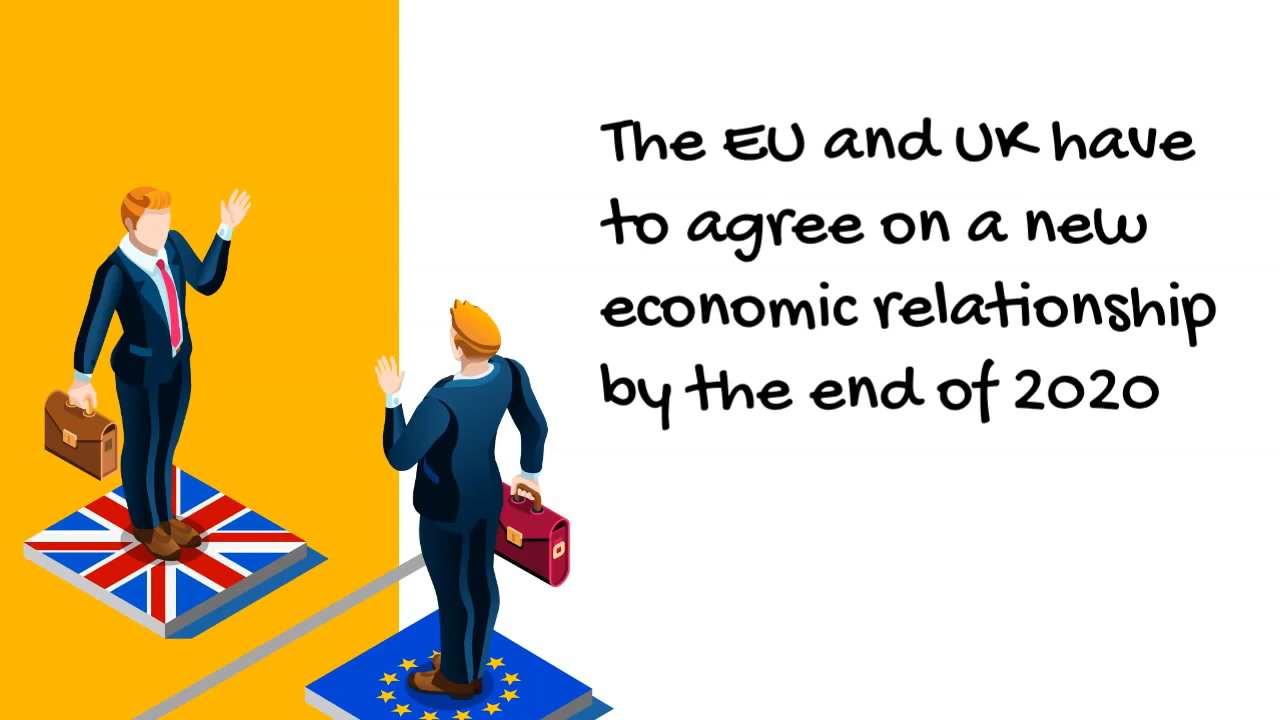 The EU and UK have
to agree on a new
economic relationship
by the end of 2020